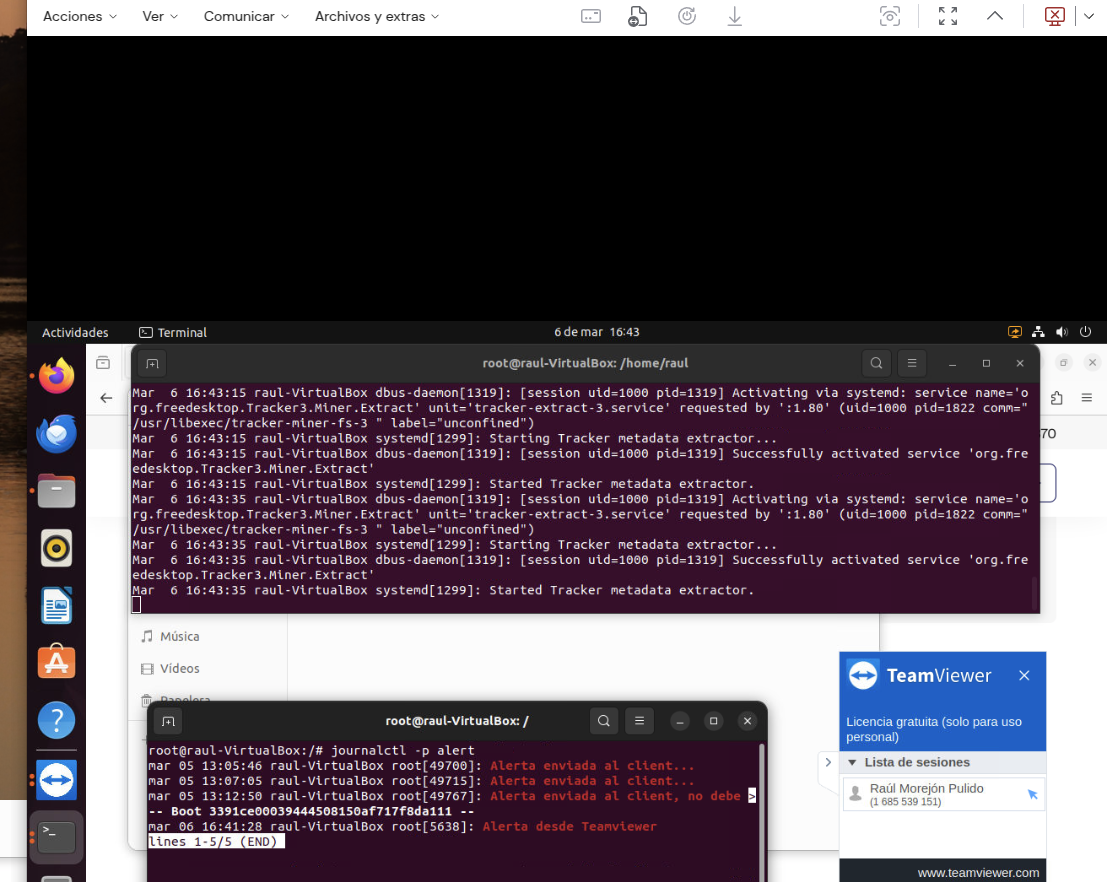 Acciones Ver Comunicar Archivos y extras
Actividades Terminal 6 de mar 16:43
root@raul-VirtualBox: /home/raul
Mar  6 16:43:15 raul-VirtualBox dbus-daemon[1319]: [session uid=1000 pid=1319] Activating via systemd: service name='o
rg.freedesktop.Tracker3.Miner.Extract' unit='tracker-extract-3.service' requested by ':1.80' (uid=1000 pid=1822 comm="
/usr/libexec/tracker-miner-fs-3 " label="unconfined")
Mar  6 16:43:15 raul-VirtualBox systemd[1299]: Starting Tracker metadata extractor...
Mar  6 16:43:15 raul-VirtualBox dbus-daemon[1319]: [session uid=1000 pid=1319] Successfully activated service 'org.fre
edesktop.Tracker3.Miner.Extract'
Mar  6 16:43:15 raul-VirtualBox systemd[1299]: Started Tracker metadata extractor.
Mar  6 16:43:35 raul-VirtualBox dbus-daemon[1319]: [session uid=1000 pid=1319] Activating via systemd: service name='o
rg.freedesktop.Tracker3.Miner.Extract' unit='tracker-extract-3.service' requested by ':1.80' (uid=1000 pid=1822 comm="
/usr/libexec/tracker-miner-fs-3 " label="unconfined")
Mar  6 16:43:35 raul-VirtualBox systemd[1299]: Starting Tracker metadata extractor...
Mar  6 16:43:35 raul-VirtualBox dbus-daemon[1319]: [session uid=1000 pid=1319] Successfully activated service 'org.fre
edesktop.Tracker3.Miner.Extract'
Mar  6 16:43:35 raul-VirtualBox systemd[1299]: Started Tracker metadata extractor.
70
Música
Vídeos
Papelera
root@raul-VirtualBox: /
root@raul-VirtualBox:/# journalctl -p alert
mar 05 13:05:46 raul-VirtualBox root[49700]: Alerta enviada al client...
mar 05 13:07:05 raul-VirtualBox root[49715]: Alerta enviada al client...
mar 05 13:12:50 raul-VirtualBox root[49767]: Alerta enviada al client, no debe >
-- Boot 3391ce00039444508150af717f8da111 --
mar 06 16:41:28 raul-VirtualBox root[5638]: Alerta desde Teamviewer
lines 1-5/5 (END)
TeamViewer
Licencia gratuita (solo para uso
personal)
Lista de sesiones
Raúl Morejón Pulido
(1 685 539 151)
www.teamviewer.com